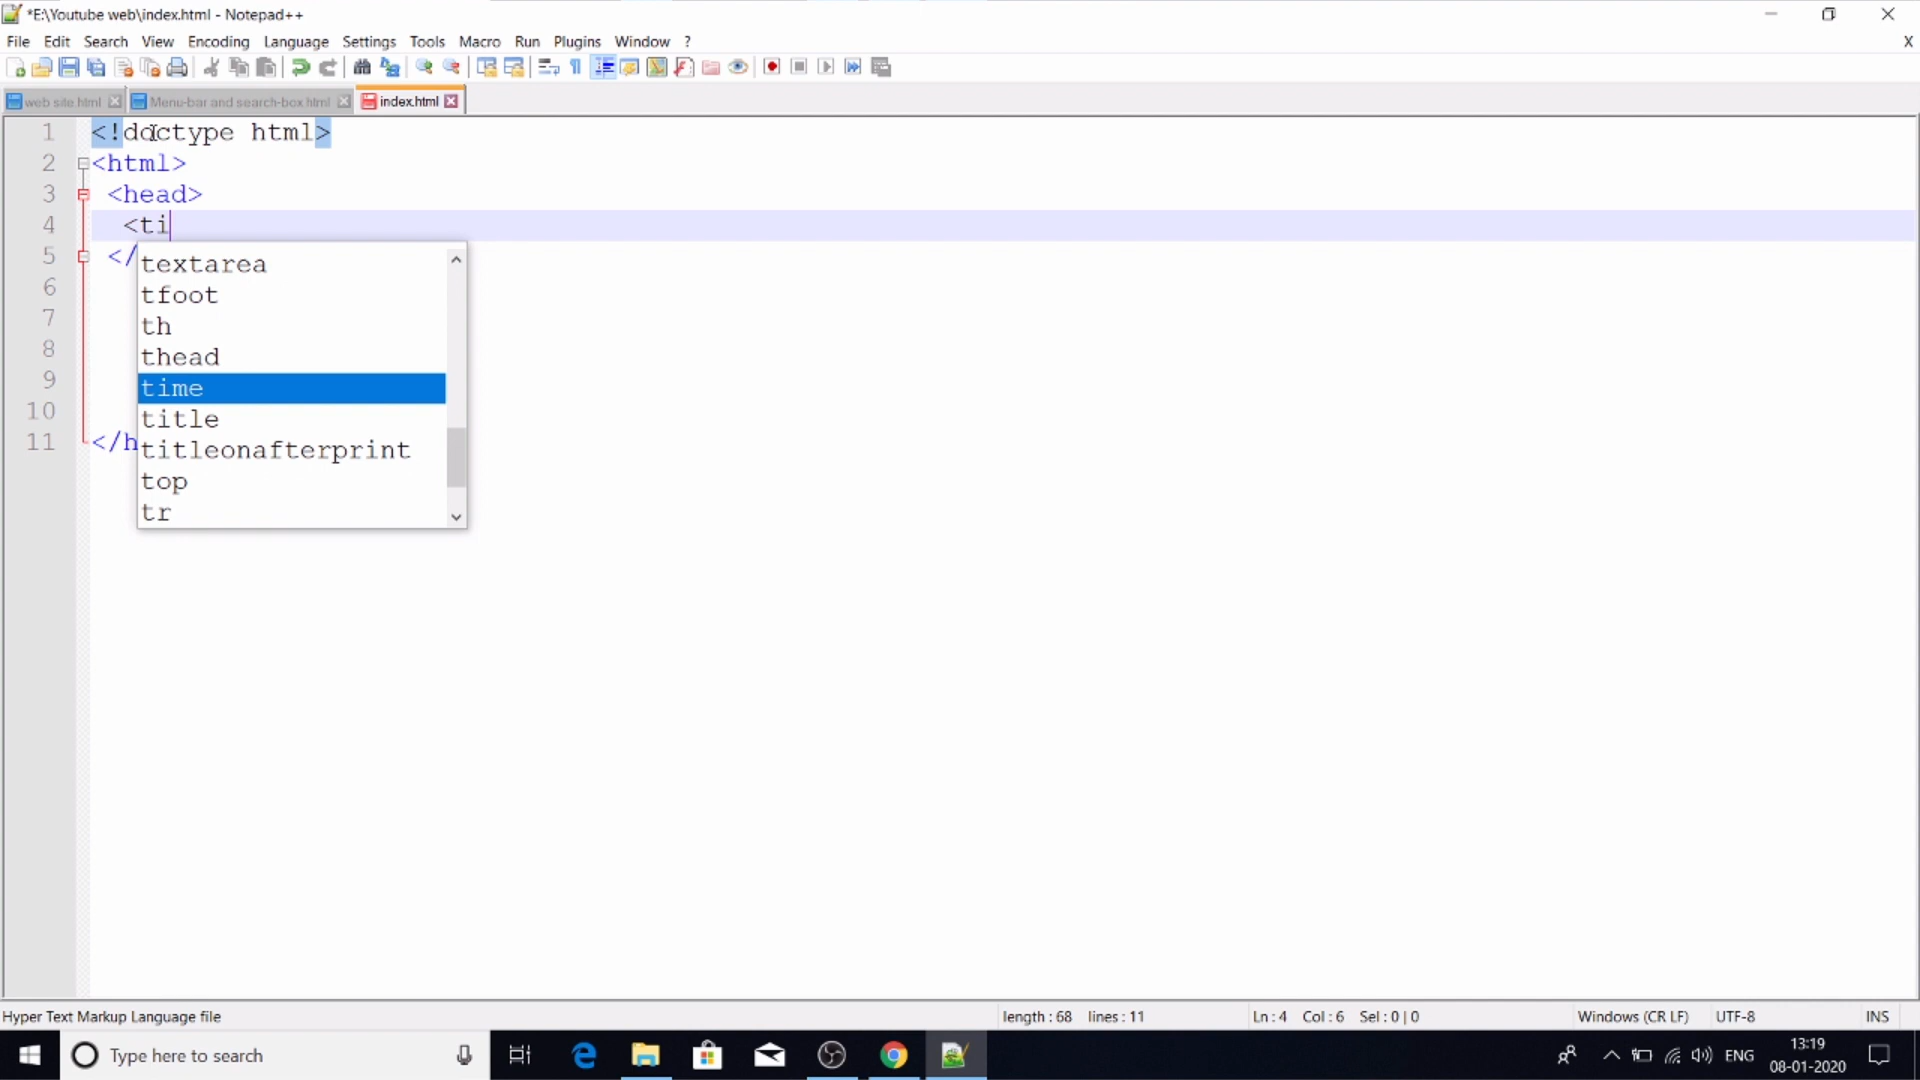 *E:\Youtube web\index.html - Notepad++
File Edit Search View Encoding Language Settings Tools Macro Run Plugins Window ? X
web site.html Menu-bar and search-box.html index.html
1 <!doctype html>
2 <html>
3 <head>
4 <ti
5 </
textarea
6 tfoot
7 th
8 thead
9 time
10 title
11 </h
titleonafterprint
top
tr
Hyper Text Markup Language file length : 68 lines : 11 Ln : 4 Col : 6 Sel : 0 | 0 Windows (CR LF) UTF-8 INS
Type here to search ENG 13:19
08-01-2020